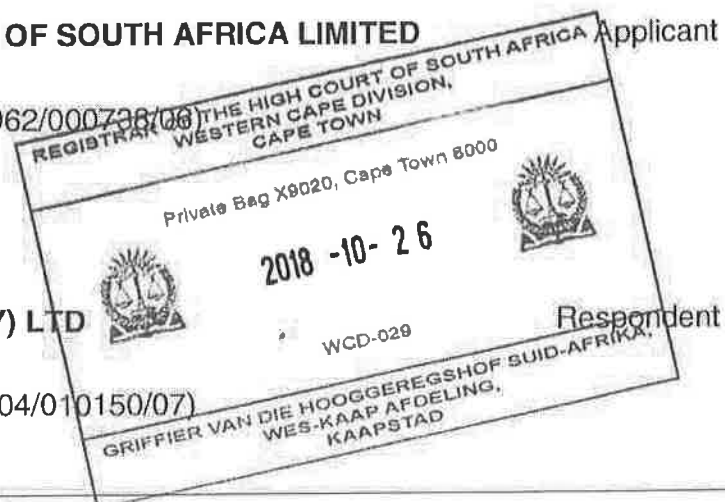 OF SOUTH AFRICA LIMITED Applicant
962/000738/06)
REGISTRAR OF THE HIGH COURT OF SOUTH AFRICA
WESTERN CAPE DIVISION,
CAPE TOWN
Private Bag X9020, Cape Town 8000
2018 -10- 26
WCD-029
Y) LTD Respondent
04/010150/07)
GRIFFIER VAN DIE HOOGGEREGSHOF SUID-AFRIKA,
WES-KAAP AFDELING,
KAAPSTAD